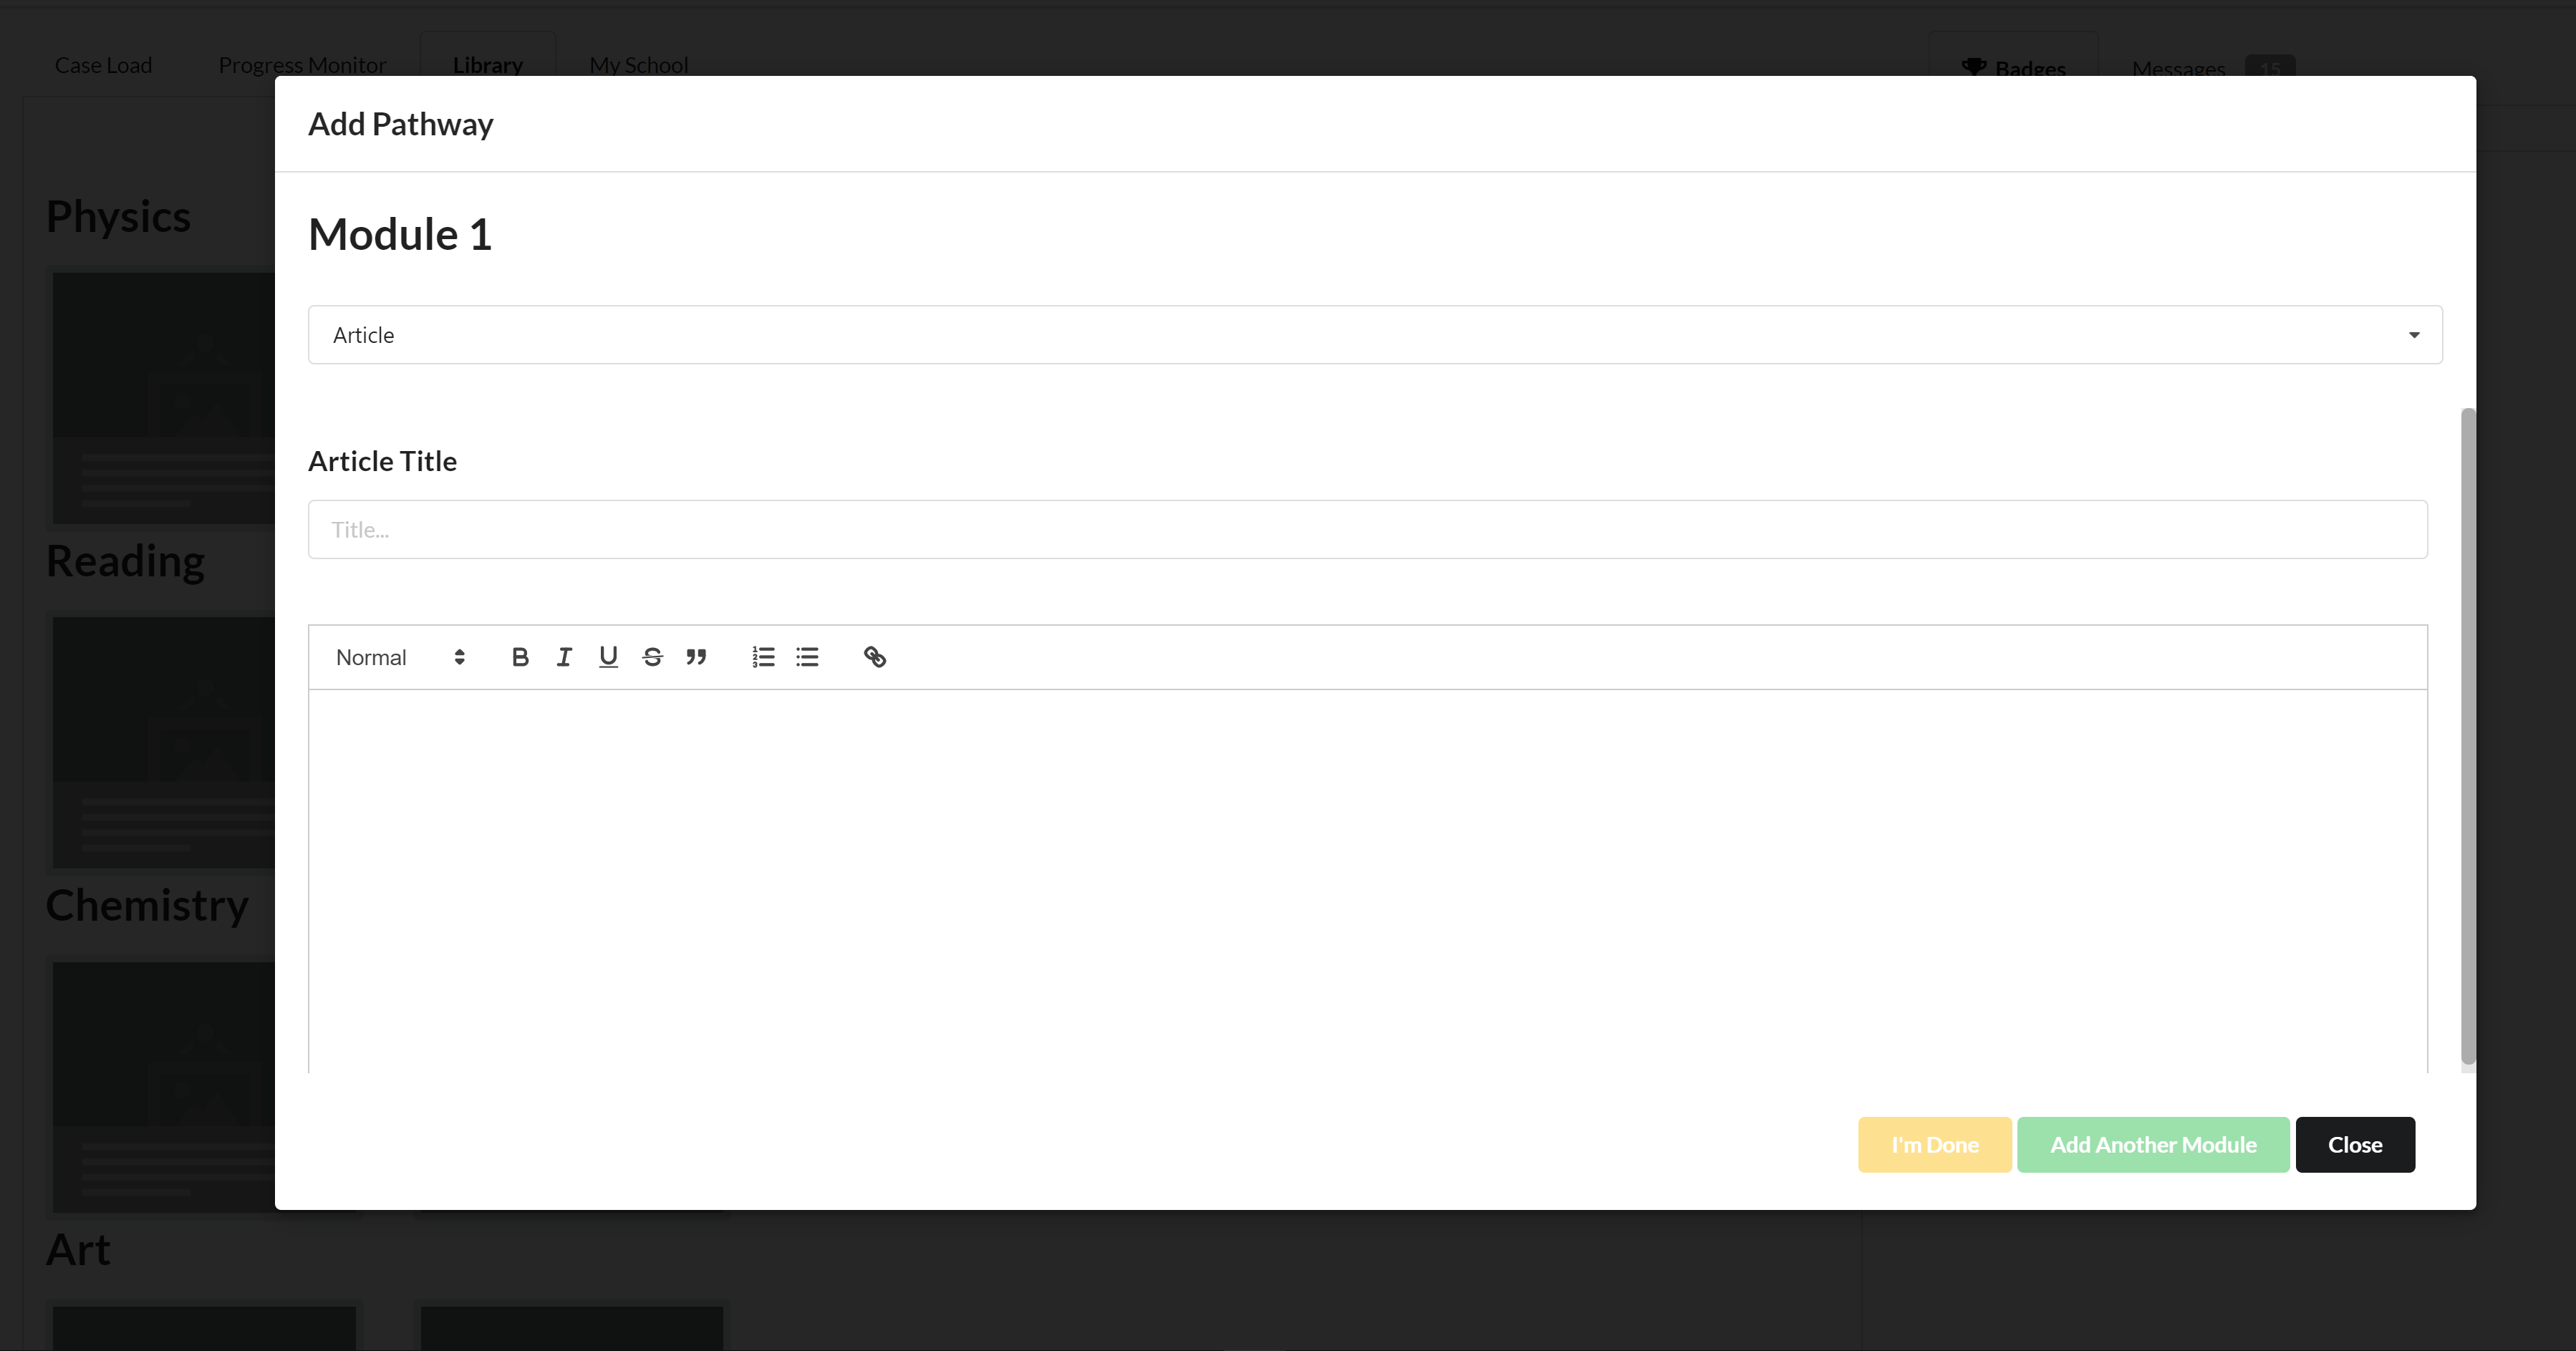 Case Load
Progress Monitor
Library
My School
Badges
Messages 15
Physics
Reading
Chemistry
Art
Add Pathway
Module 1
Article
Article Title
Title...
Normal
I'm Done
Add Another Module
Close